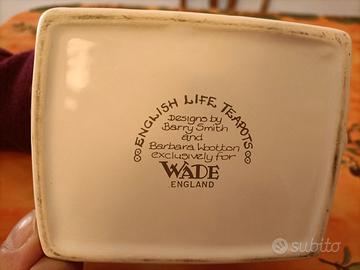 ENGLISH LIFE TEAPOTS
Designs by
Barry Smith
and
Barbara Wootton
exclusively for
WADE
ENGLAND
subito